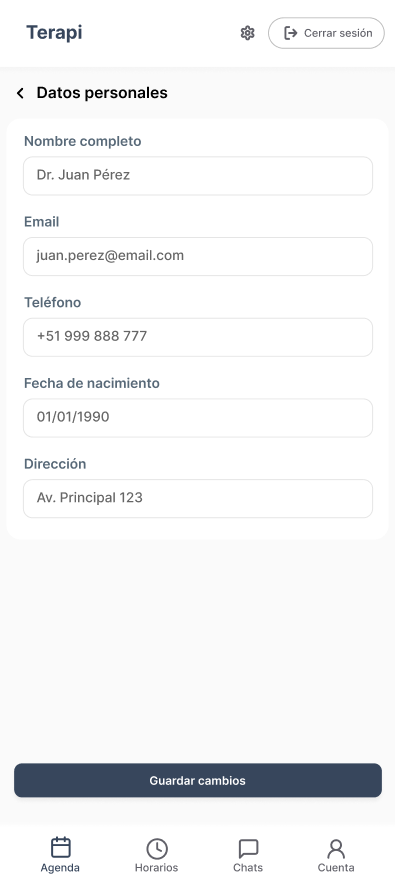 Terapi
Cerrar sesión
Datos personales
Nombre completo
Dr. Juan Pérez
Email
juan.perez@email.com
Teléfono
+51 999 888 777
Fecha de nacimiento
01/01/1990
Dirección
Av. Principal 123
Guardar cambios
Agenda
Horarios
Chats
Cuenta